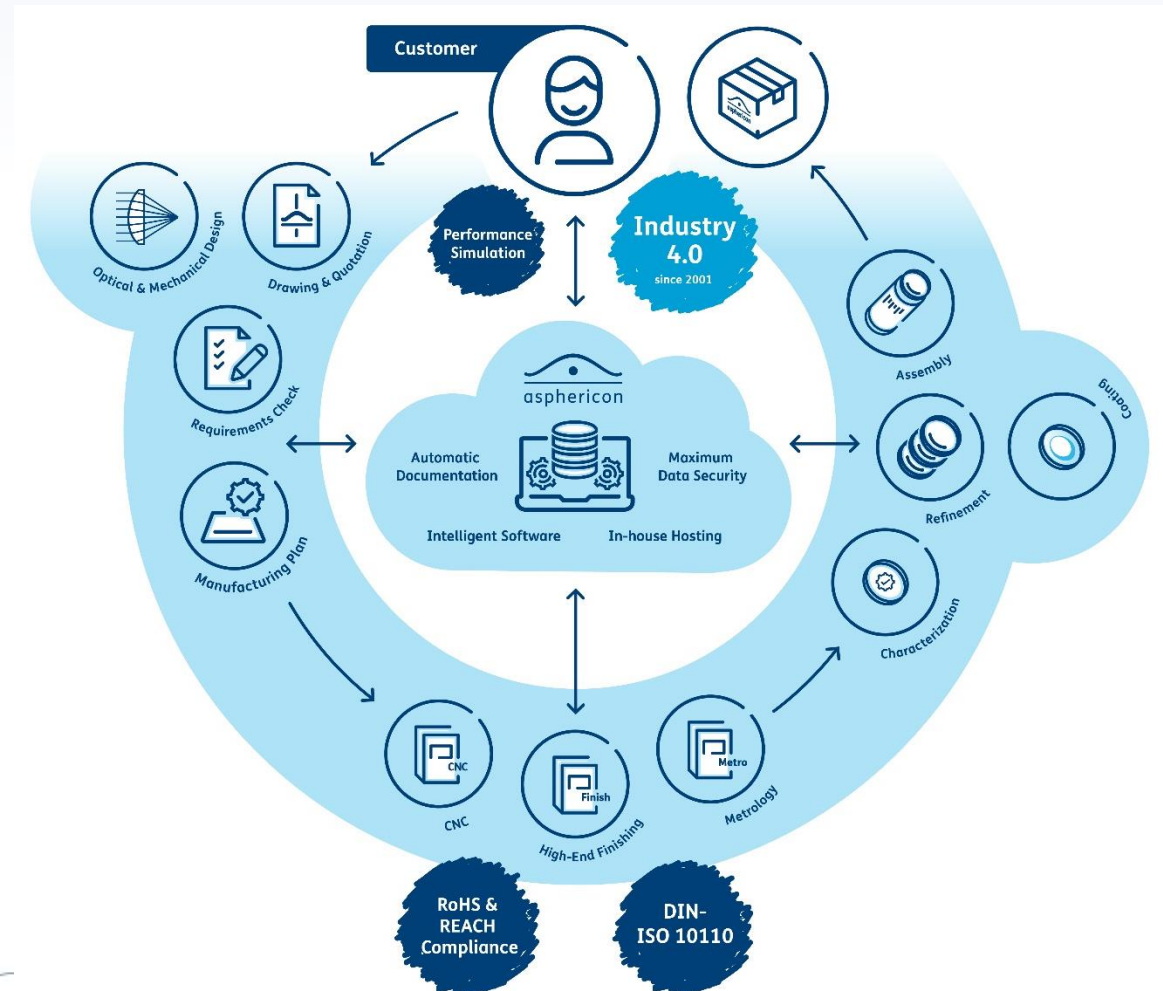 Customer
asphericon
Optical & Mechanical Design
Drawing & Quotation
Performance
Simulation
Industry
4.0
since 2001
Requirements Check
Manufacturing Plan
asphericon
Automatic
Documentation
Maximum
Data Security
Intelligent Software
In-house Hosting
Assembly
Coating
Refinement
Characterization
CNC
CNC
Finish
High-End Finishing
Metro
Metrology
RoHS &
REACH
Compliance
DIN-
ISO 10110